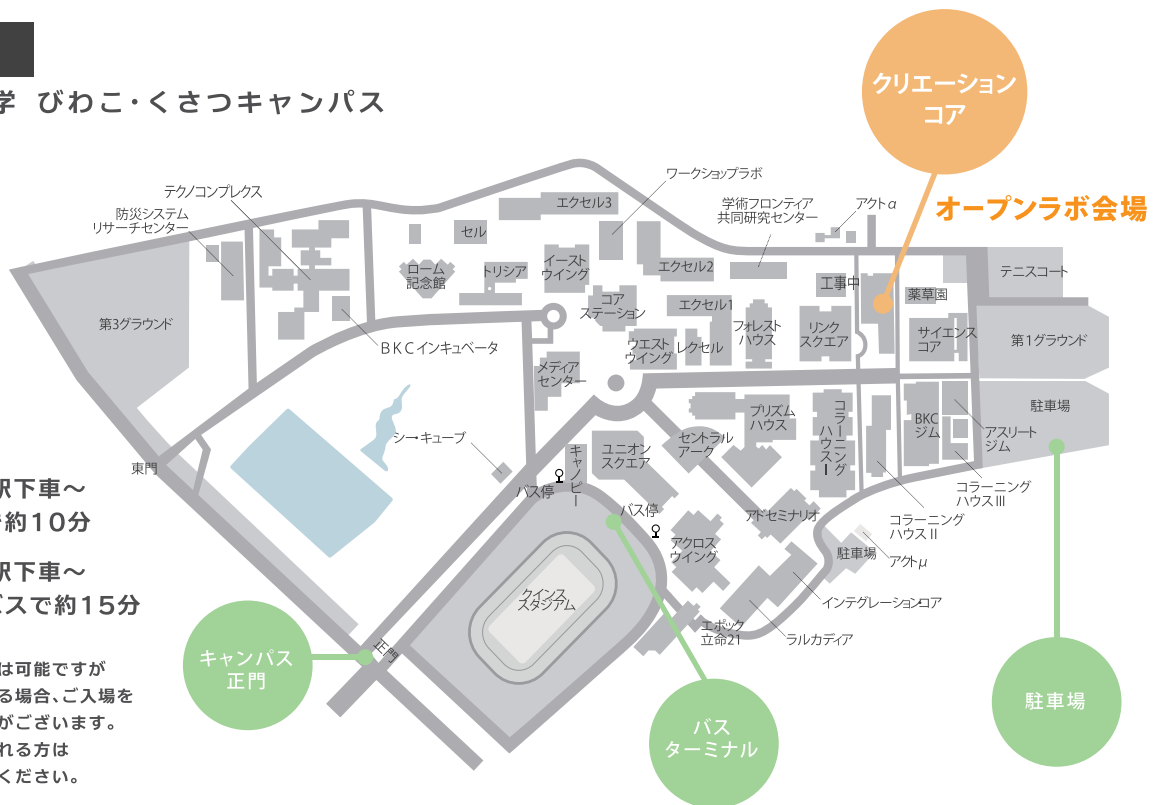 学 びわこ・くさつキャンパス
クリエーション
コア
オープンラボ会場
テクノコンプレクス
防災システム
リサーチセンター
エクセル3
ワークショップラボ
学術フロンティア
共同研究センター
アクトα
セル
ローム
記念館
トリシア
イースト
ウイング
エクセル2
工事中
テニスコート
薬草園
コア
ステーション
エクセル1
フォレスト
ハウス
リンク
スクエア
サイエンス
コア
第1グラウンド
第3グラウンド
BKCインキュベータ
ウエスト
ウイング
レクセル
メディア
センター
プリズム
ハウス
コラーニング
ハウスI
BKC
ジム
アスリート
ジム
駐車場
シー・キューブ
キャノピー
ユニオン
スクエア
セントラル
アーク
東門
バス停
バス停
アドセミナリオ
コラーニング
ハウスII
コラーニング
ハウスIII
アクロス
ウイング
駐車場
アクトμ
クインス
スタジアム
インテグレーションコア
エポック
立命21
ラルカディア
正門
駅下車～
約10分
駅下車～
バスで約15分
キャンパス
正門
バス
ターミナル
駐車場
は可能ですが
る場合、ご入場を
がございます。
れる方は
ください。